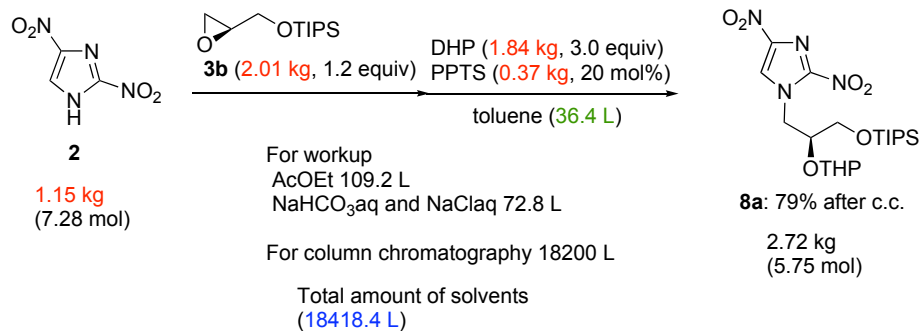 O2N
N
N
H
NO2
2
1.15 kg
(7.28 mol)
O
OTIPS
3b (2.01 kg, 1.2 equiv)
DHP (1.84 kg, 3.0 equiv)
PPTS (0.37 kg, 20 mol%)
toluene (36.4 L)
For workup
AcOEt 109.2 L
NaHCO3aq and NaClaq 72.8 L
For column chromatography 18200 L
Total amount of solvents
(18418.4 L)
O2N
N
N
NO2
OTIPS
OTHP
8a: 79% after c.c.
2.72 kg
(5.75 mol)